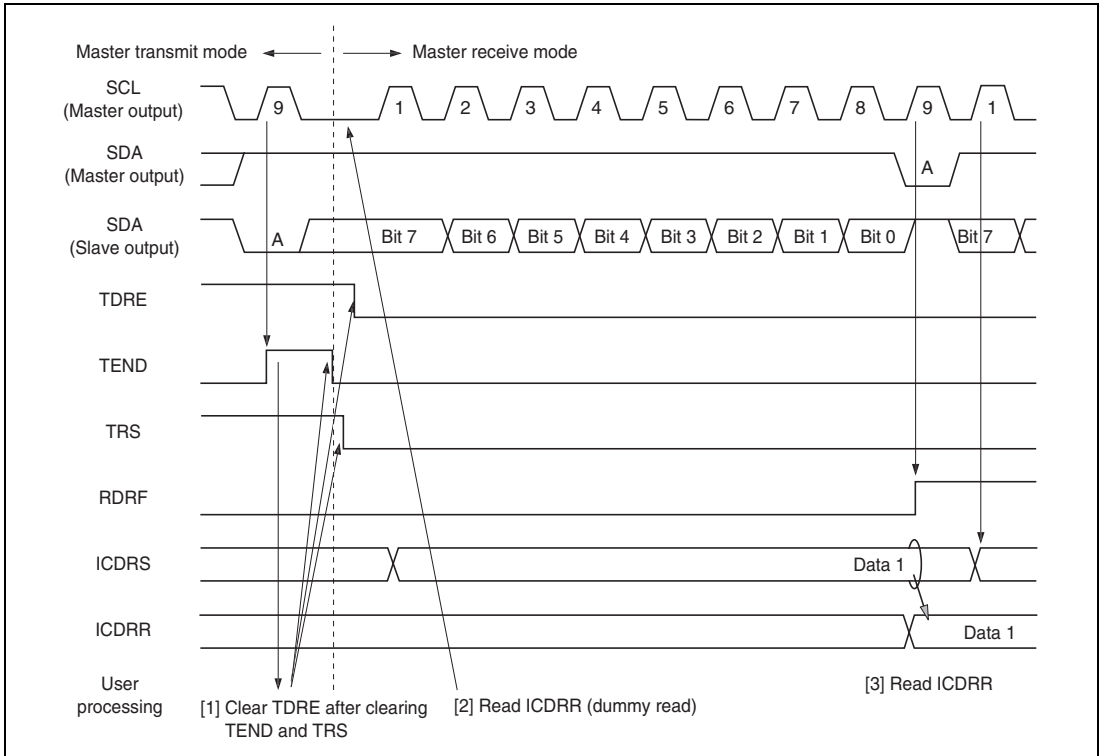 Master transmit mode Master receive mode
SCL
(Master output)
9 1 2 3 4 5 6 7 8 9 1
SDA
(Master output)
A
SDA
(Slave output)
A Bit 7 Bit 6 Bit 5 Bit 4 Bit 3 Bit 2 Bit 1 Bit 0 Bit 7
TDRE
TEND
TRS
RDRF
ICDRS
Data 1
ICDRR
Data 1
User
processing
[1] Clear TDRE after clearing
TEND and TRS
[2] Read ICDRR (dummy read)
[3] Read ICDRR